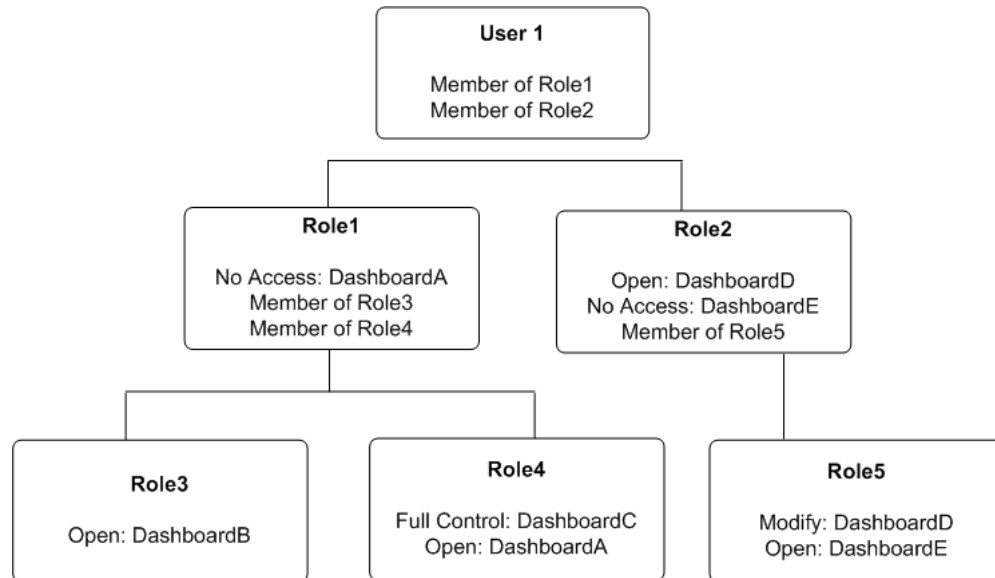 User 1
Member of Role1
Member of Role2
Role1
No Access: DashboardA
Member of Role3
Member of Role4
Role2
Open: DashboardD
No Access: DashboardE
Member of Role5
Role3
Open: DashboardB
Role4
Full Control: DashboardC
Open: DashboardA
Role5
Modify: DashboardD
Open: DashboardE